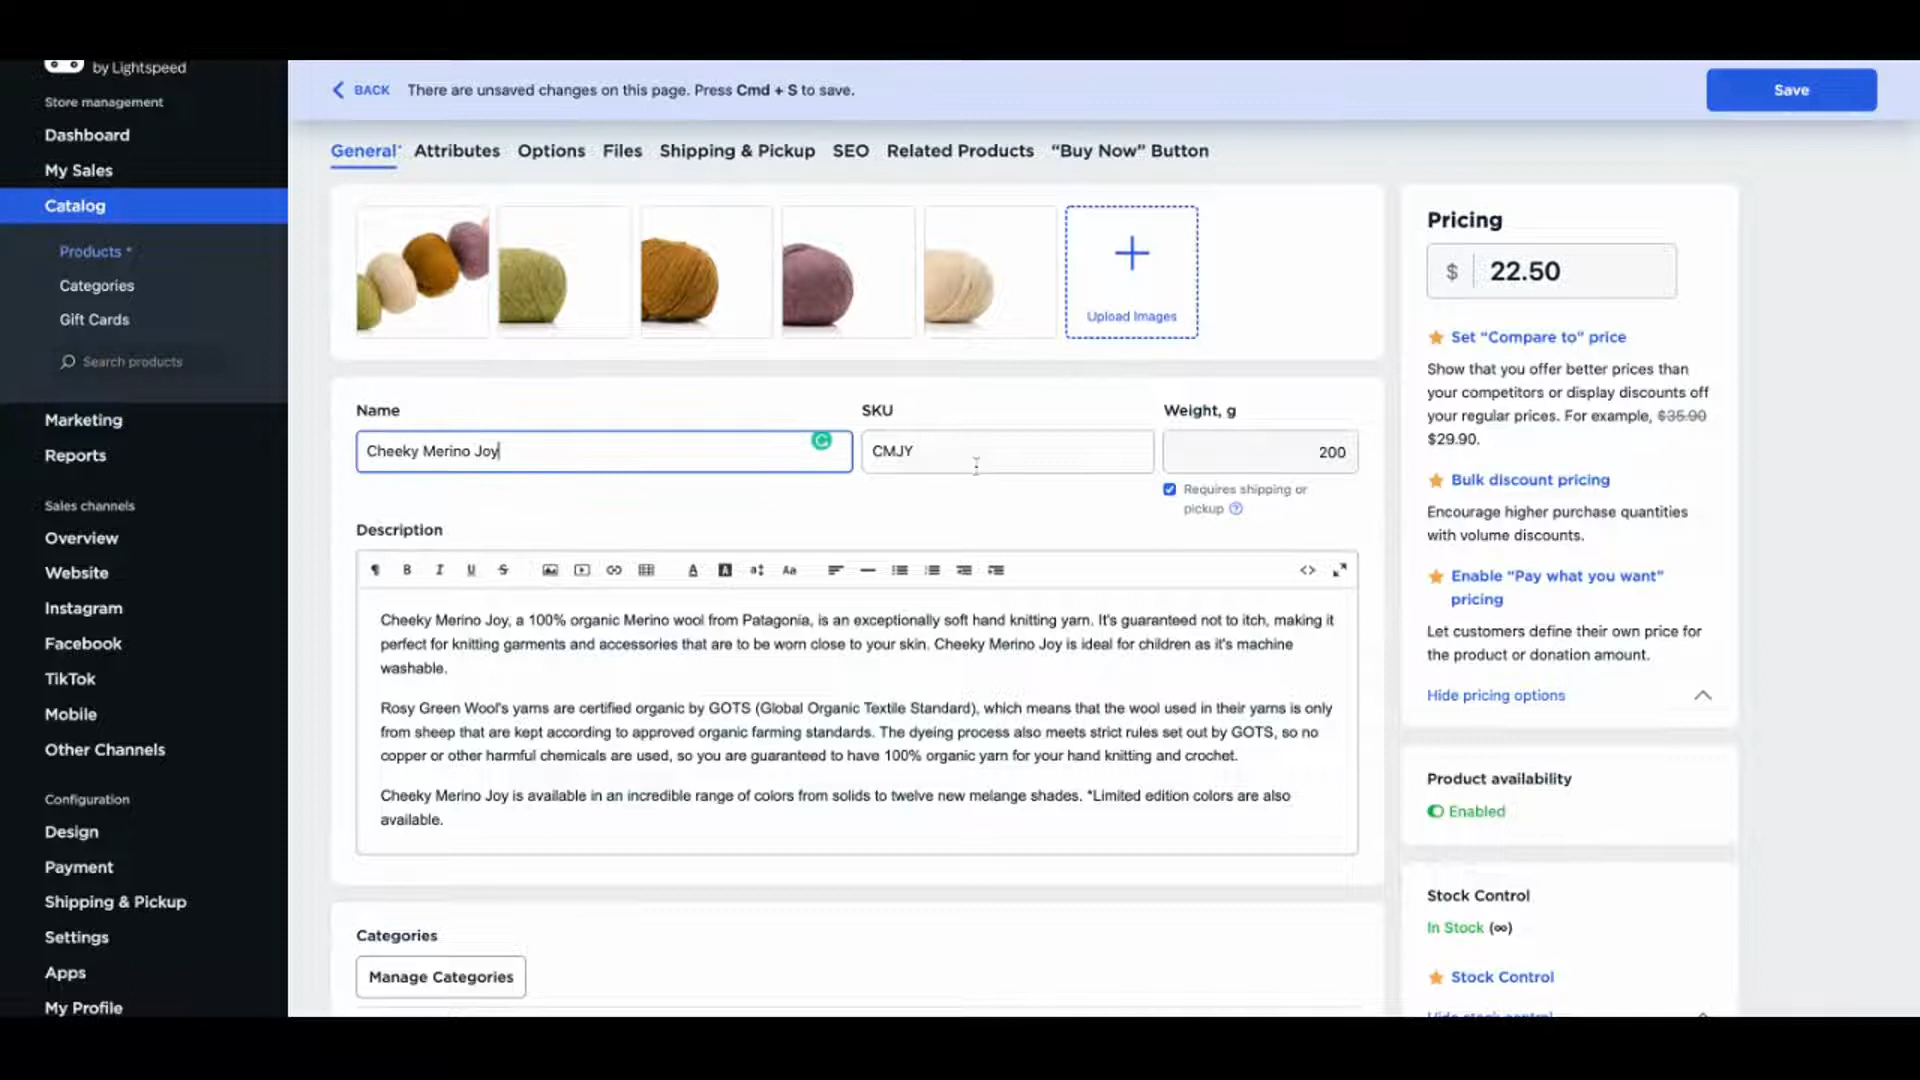 by Lightspeed
Store management
Dashboard
My Sales
Catalog
Products *
Categories
Gift Cards
Search products
Marketing
Reports
Sales channels
Overview
Website
Instagram
Facebook
TikTok
Mobile
Other Channels
Configuration
Design
Payment
Shipping & Pickup
Settings
Apps
My Profile
BACK There are unsaved changes on this page. Press Cmd + S to save.
Save
General* Attributes Options Files Shipping & Pickup SEO Related Products “Buy Now” Button
Upload Images
Name SKU Weight, g
Cheeky Merino Joy CMJY 200
Requires shipping or
pickup
Description
Cheeky Merino Joy, a 100% organic Merino wool from Patagonia, is an exceptionally soft hand knitting yarn. It's guaranteed not to itch, making it
perfect for knitting garments and accessories that are to be worn close to your skin. Cheeky Merino Joy is ideal for children as it's machine
washable.
Rosy Green Wool's yarns are certified organic by GOTS (Global Organic Textile Standard), which means that the wool used in their yarns is only
from sheep that are kept according to approved organic farming standards. The dyeing process also meets strict rules set out by GOTS, so no
copper or other harmful chemicals are used, so you are guaranteed to have 100% organic yarn for your hand knitting and crochet.
Cheeky Merino Joy is available in an incredible range of colors from solids to twelve new melange shades. *Limited edition colors are also
available.
Categories
Manage Categories
Pricing
$ 22.50
Set “Compare to” price
Show that you offer better prices than
your competitors or display discounts off
your regular prices. For example, $35.90
$29.90.
Bulk discount pricing
Encourage higher purchase quantities
with volume discounts.
Enable “Pay what you want”
pricing
Let customers define their own price for
the product or donation amount.
Hide pricing options
Product availability
Enabled
Stock Control
In Stock (∞)
Stock Control
Hide stock control